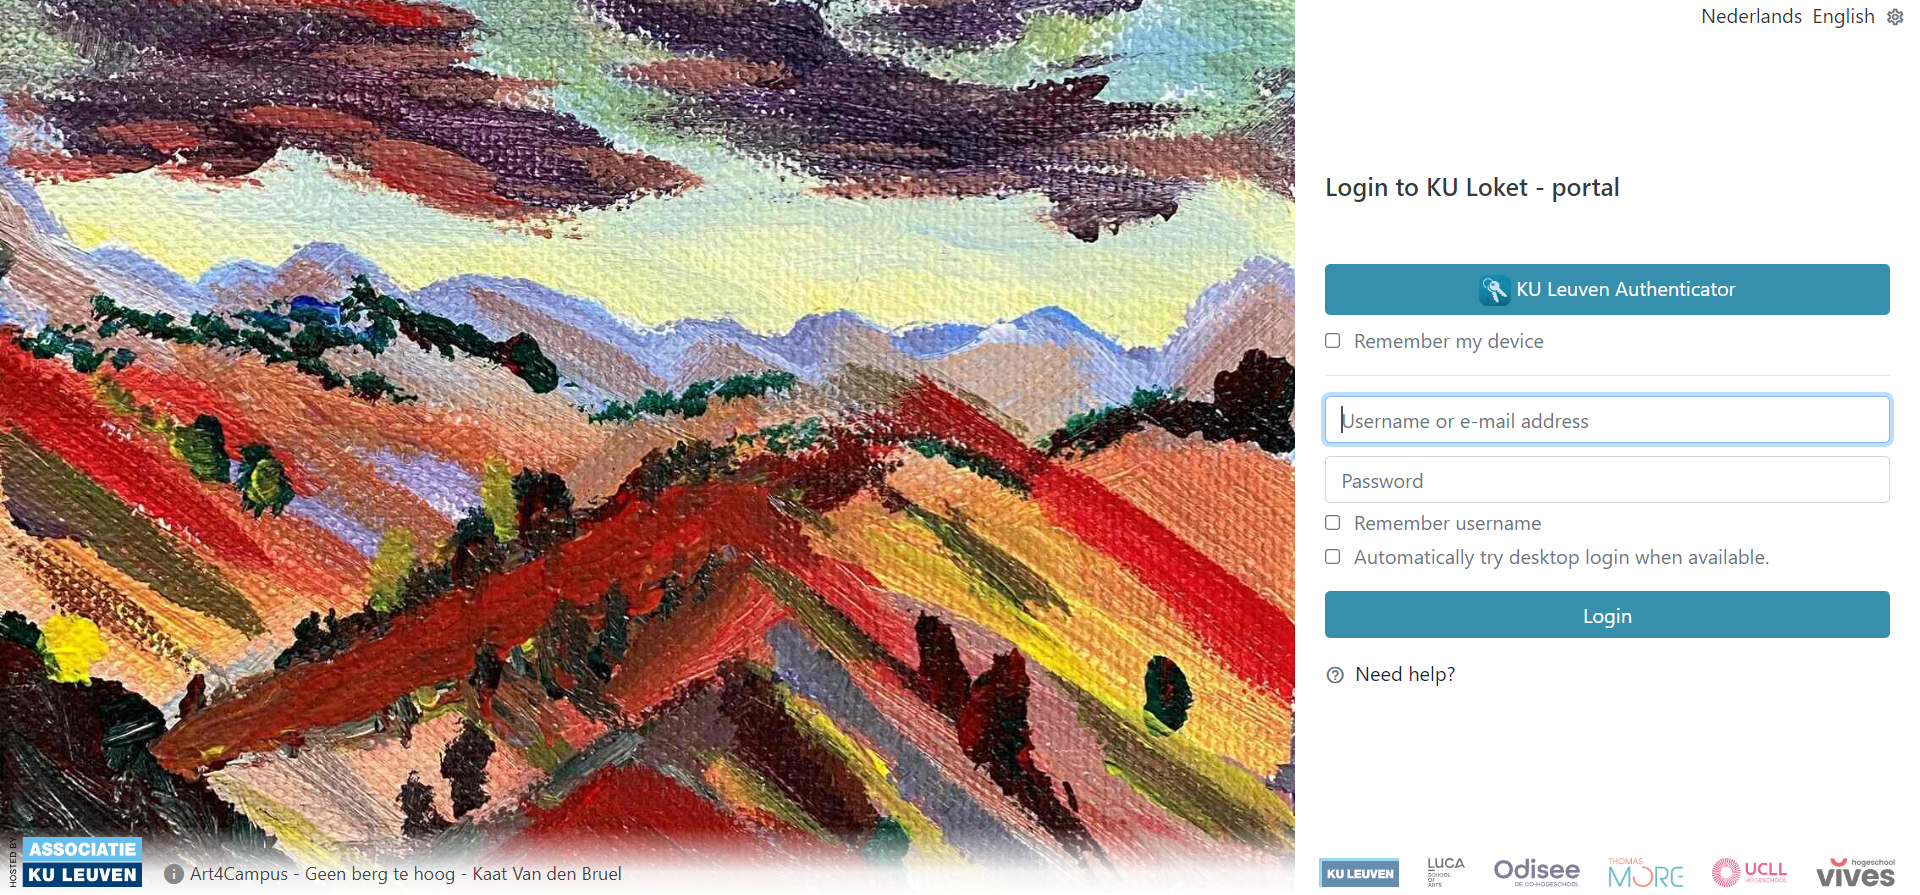 Nederlands English
Login to KU Loket - portal
KU Leuven Authenticator
Remember my device
Username or e-mail address
Password
Remember username
Automatically try desktop login when available.
Login
Need help?
HOSTED BY
ASSOCIATIE
KU LEUVEN
Art4Campus - Geen berg te hoog - Kaat Van den Bruel
KU LEUVEN
LUCA
SCHOOL
OF
ARTS
Odisee
DE CO-HOGESCHOOL
THOMAS
MORE
UCLL
HOGESCHOOL
hogeschool
vives